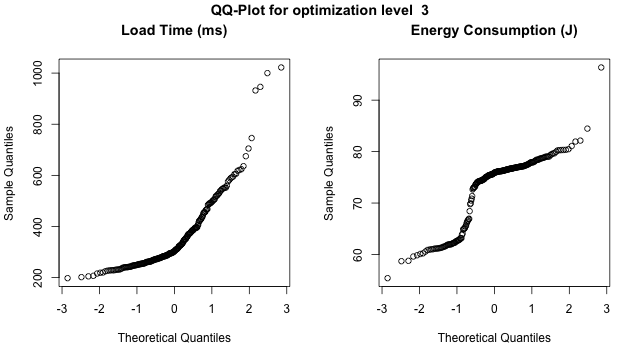 QQ-Plot for optimization level  3
Load Time (ms)
Sample Quantiles
1000
800
600
400
200
-3 -2 -1 0 1 2 3
Theoretical Quantiles
Energy Consumption (J)
Sample Quantiles
90
80
70
60
-3 -2 -1 0 1 2 3
Theoretical Quantiles